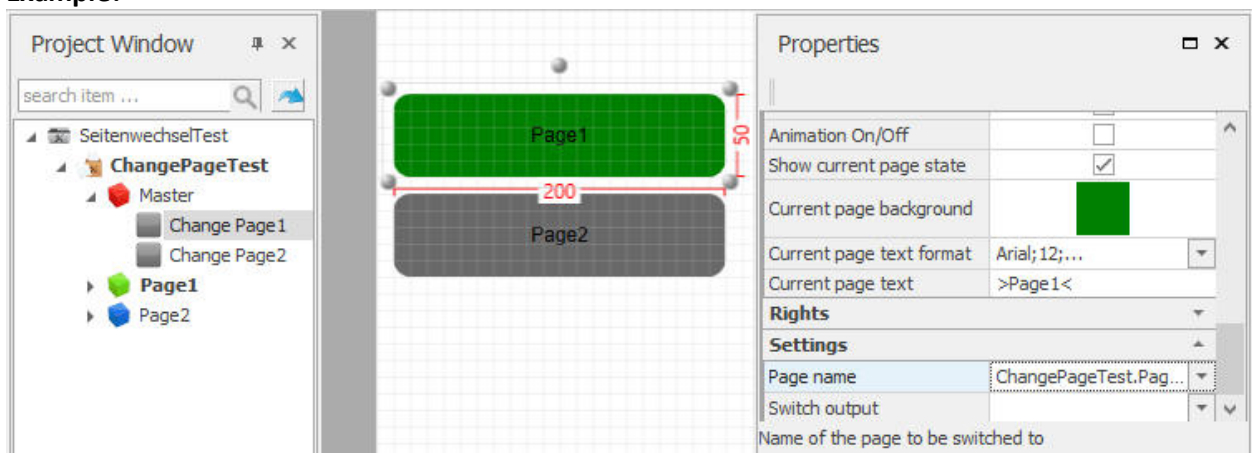 Example:
Project Window
search item ...
SeitenwechselTest
ChangePageTest
Master
Change Page1
Change Page2
Page1
Page2
Page1
50
200
Page2
Properties
Animation On/Off
Show current page state
Current page background
Current page text format Arial;12;...
Current page text >Page1<
Rights
Settings
Page name ChangePageTest.Pag...
Switch output
Name of the page to be switched to